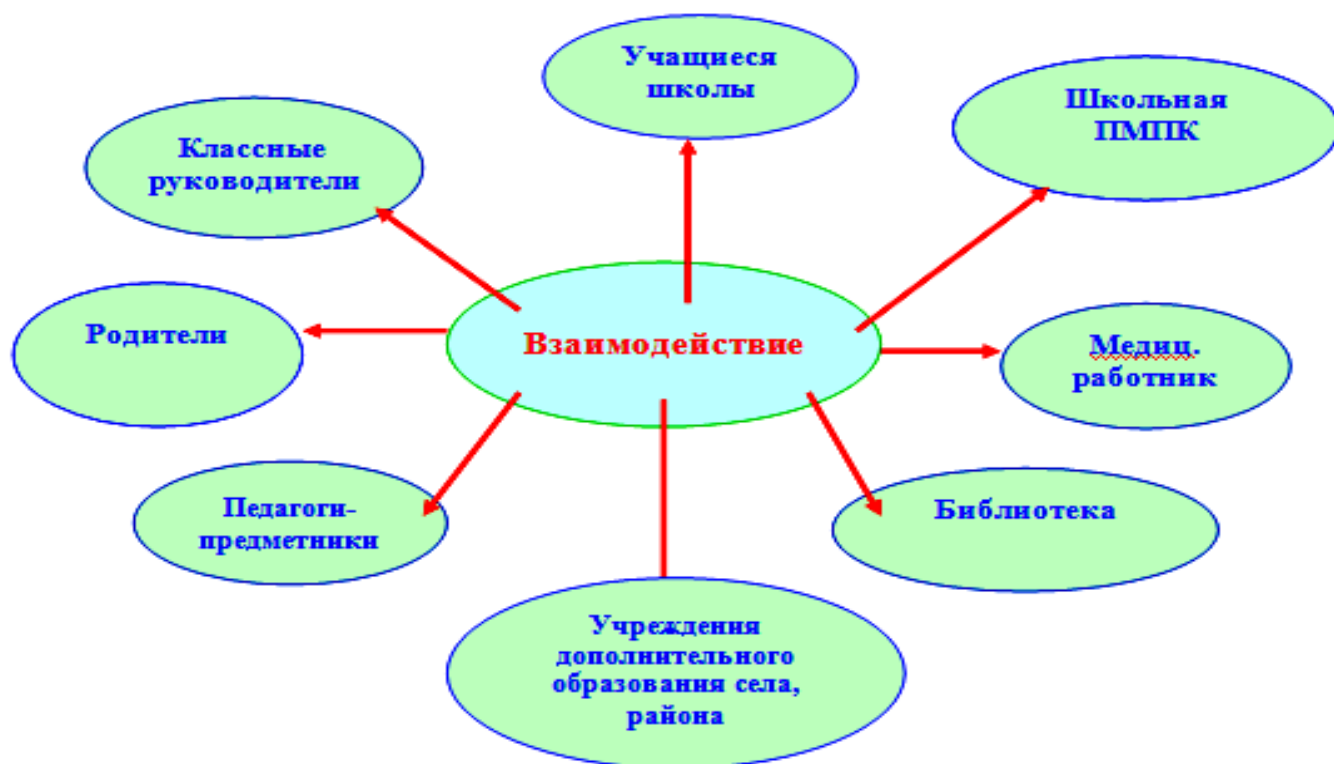 Учащиеся
школы
Школьная
ПМПК
Классные
руководители
Родители
Взаимодействие
Медиц.
работник
Педагоги-
предметники
Библиотека
Учреждения
дополнительного
образования села,
района